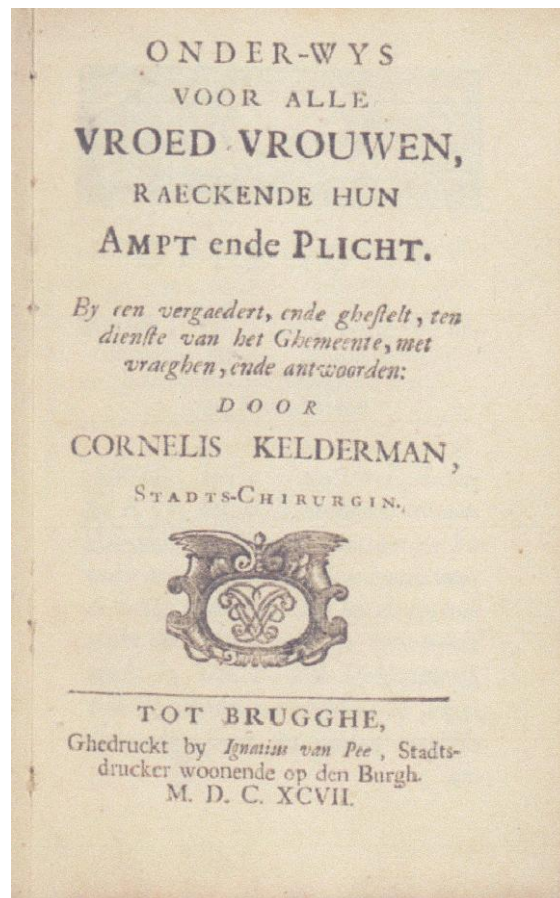 ONDER-WYS
VOOR ALLE
VROED VROUWEN,
RAECKENDE HUN
AMPT ende PLICHT.
By een vergaedert, ende gheſtelt, ten
dienſte van het Ghemeente, met
vraeghen, ende antwoorden:
DOOR
CORNELIS KELDERMAN,
STADTS-CHIRURGIN.
TOT BRUGGHE,
Ghedruckt by Ignatius van Pee, Stadts-
drucker woonende op den Burgh.
M. D. C. XCVII.